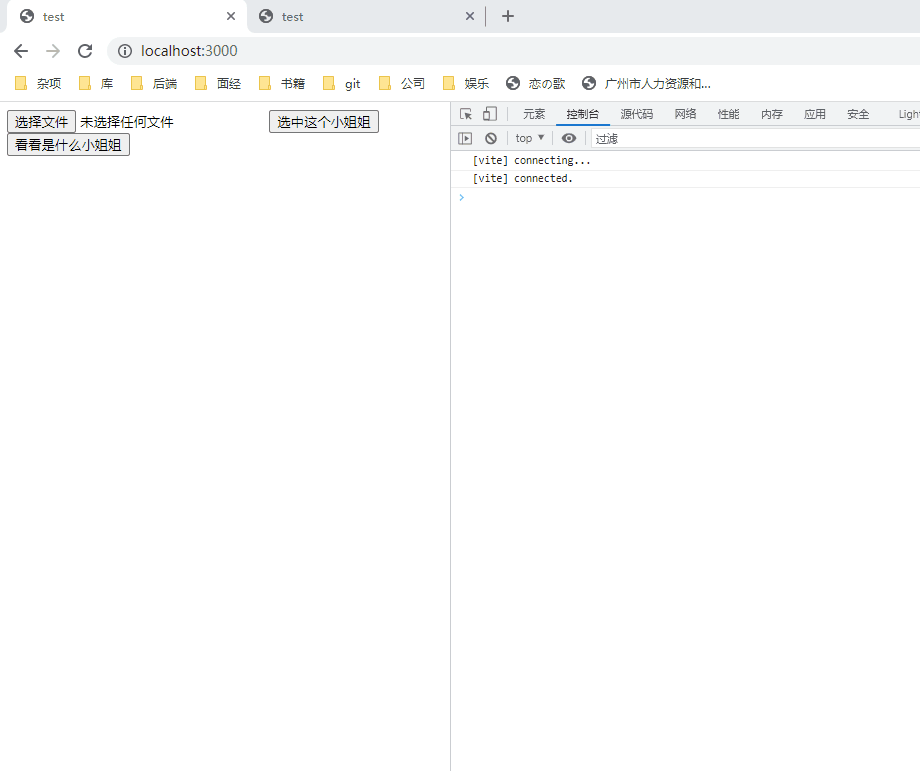 test test
localhost:3000
杂项 库 后端 面经 书籍 git 公司 娱乐 恋の歌 广州市人力资源和...
选择文件 未选择任何文件 选中这个小姐姐
看看是什么小姐姐
元素 控制台 源代码 网络 性能 内存 应用 安全 Ligh
top 过滤
[vite] connecting...
[vite] connected.